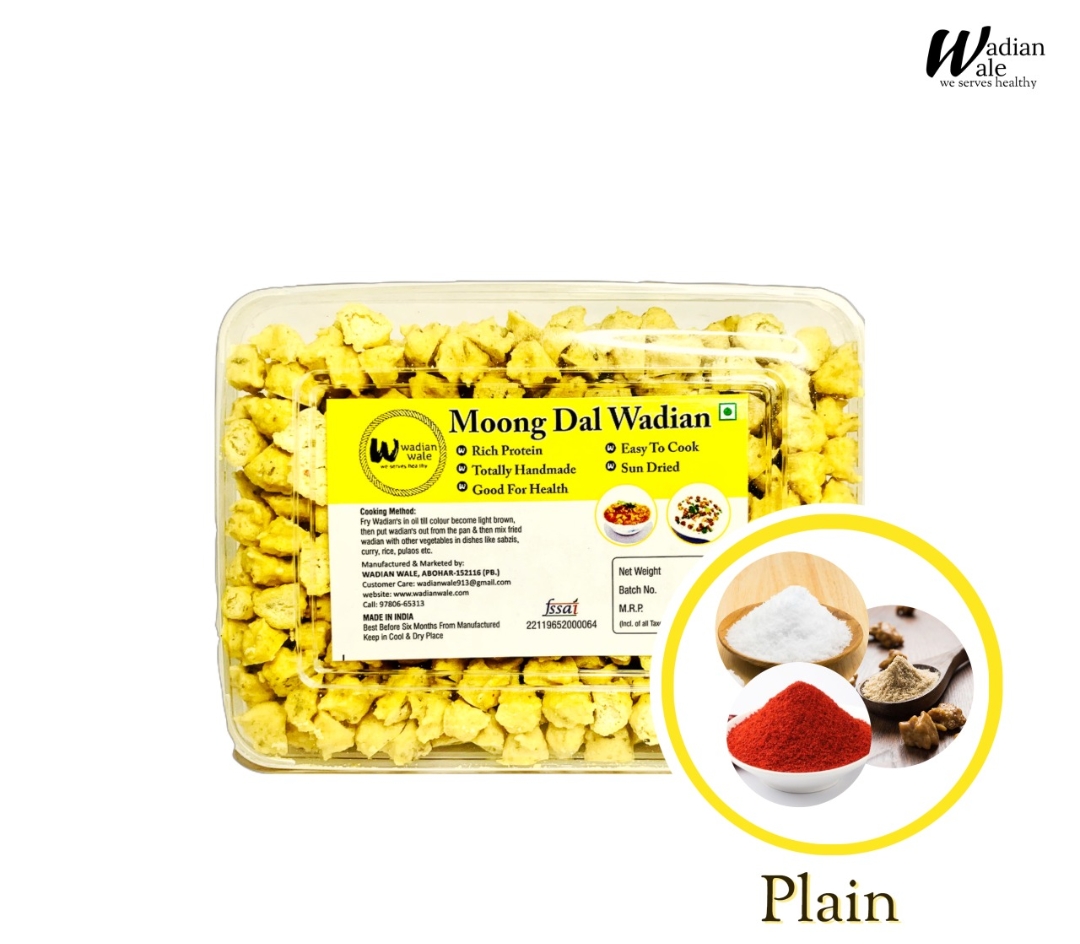 Wadian
Wale
we serves healthy
Moong Dal Wadian
wadian
wale
we serves healthy
Rich Protein
Easy To Cook
Totally Handmade
Sun Dried
Good For Health
Cooking Method:
Fry Wadian's in oil till colour become light brown,
then put wadian's out from the pan & then mix fried
wadian with other vegetables in dishes like sabzis,
curry, rice, pulaos etc.
Manufactured & Marketed by:
WADIAN WALE, ABOHAR-152116 (PB.)
Customer Care: wadianwale913@gmail.com
website: www.wadianwale.com
Call: 97806-65313
MADE IN INDIA
Best Before Six Months From Manufactured
Keep in Cool & Dry Place
fssai
22119652000064
Net Weight
Batch No.
M.R.P.
(Incl. of all
Plain